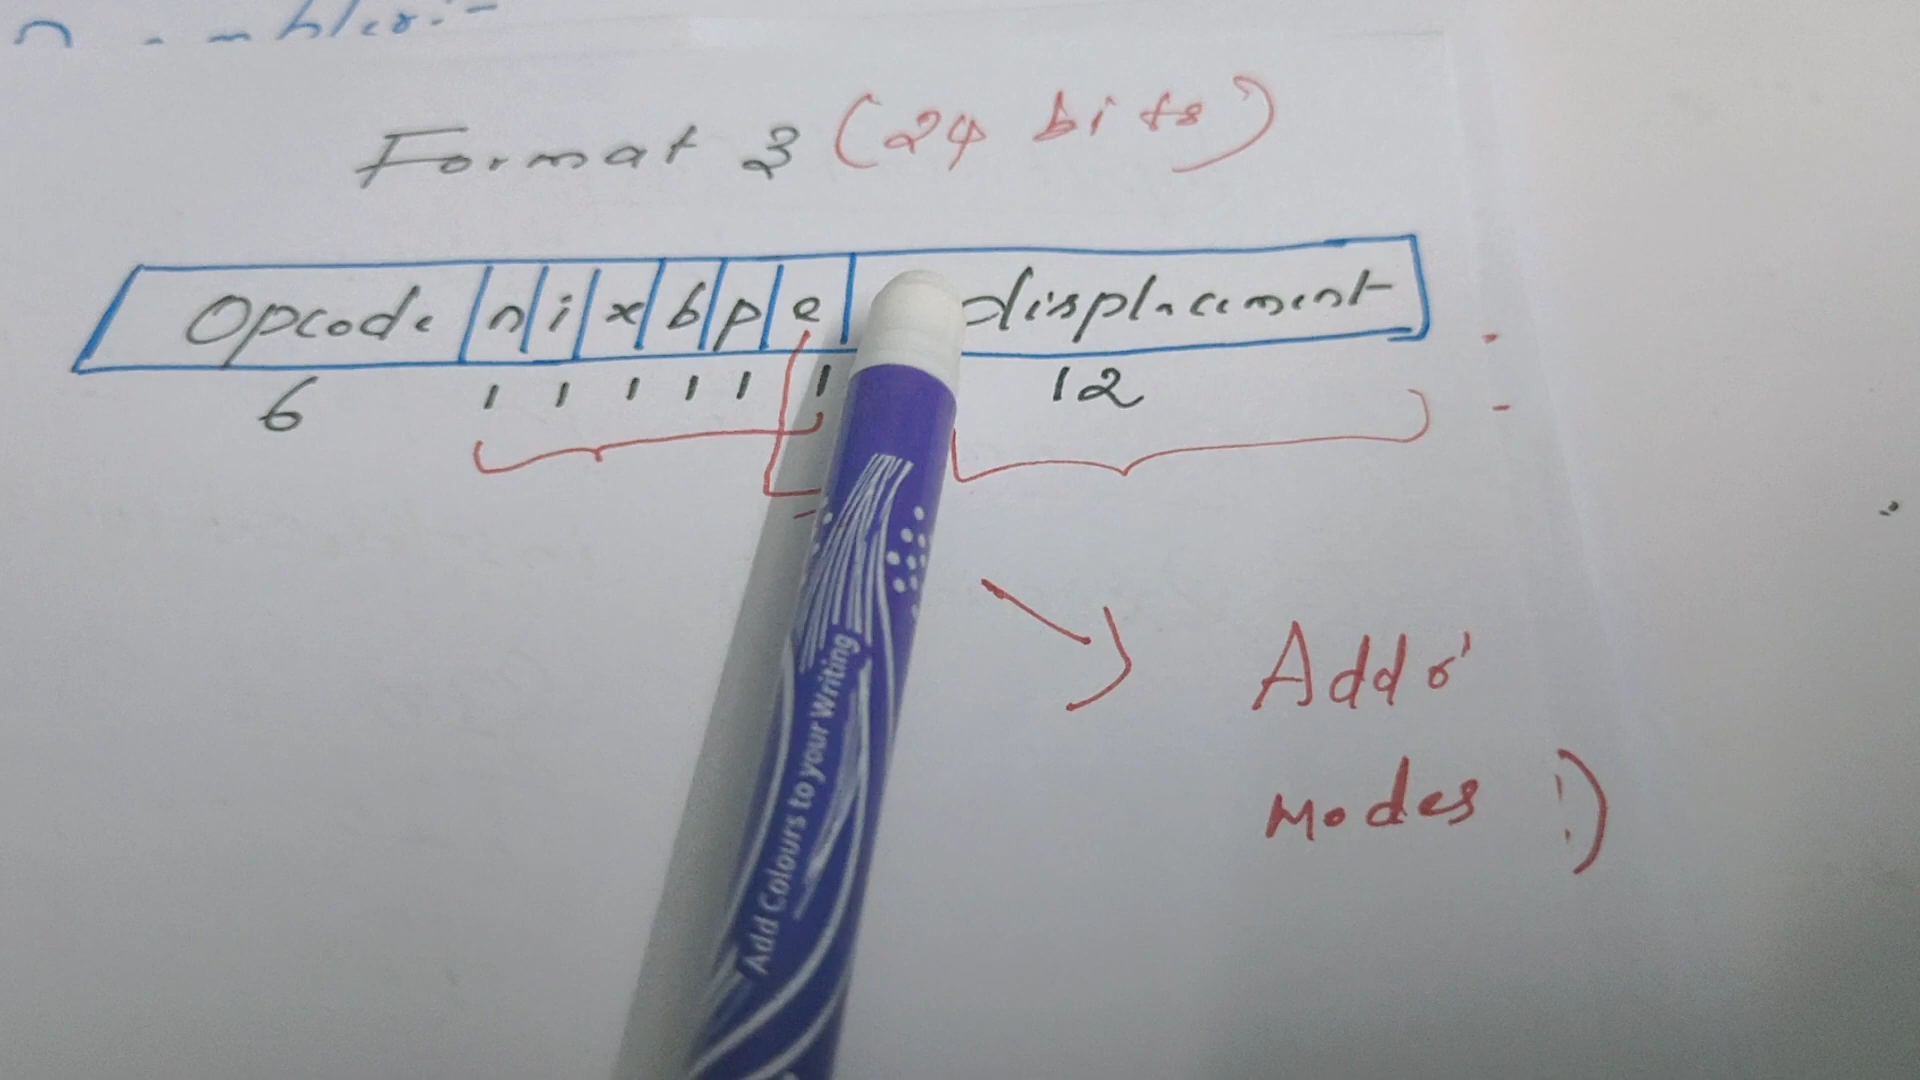 Format 3 (24 bits)
Opcode n i x b p e displacement
6 1 1 1 1 1 1 12
Addr'
Modes :)
Add Colours to your Writing